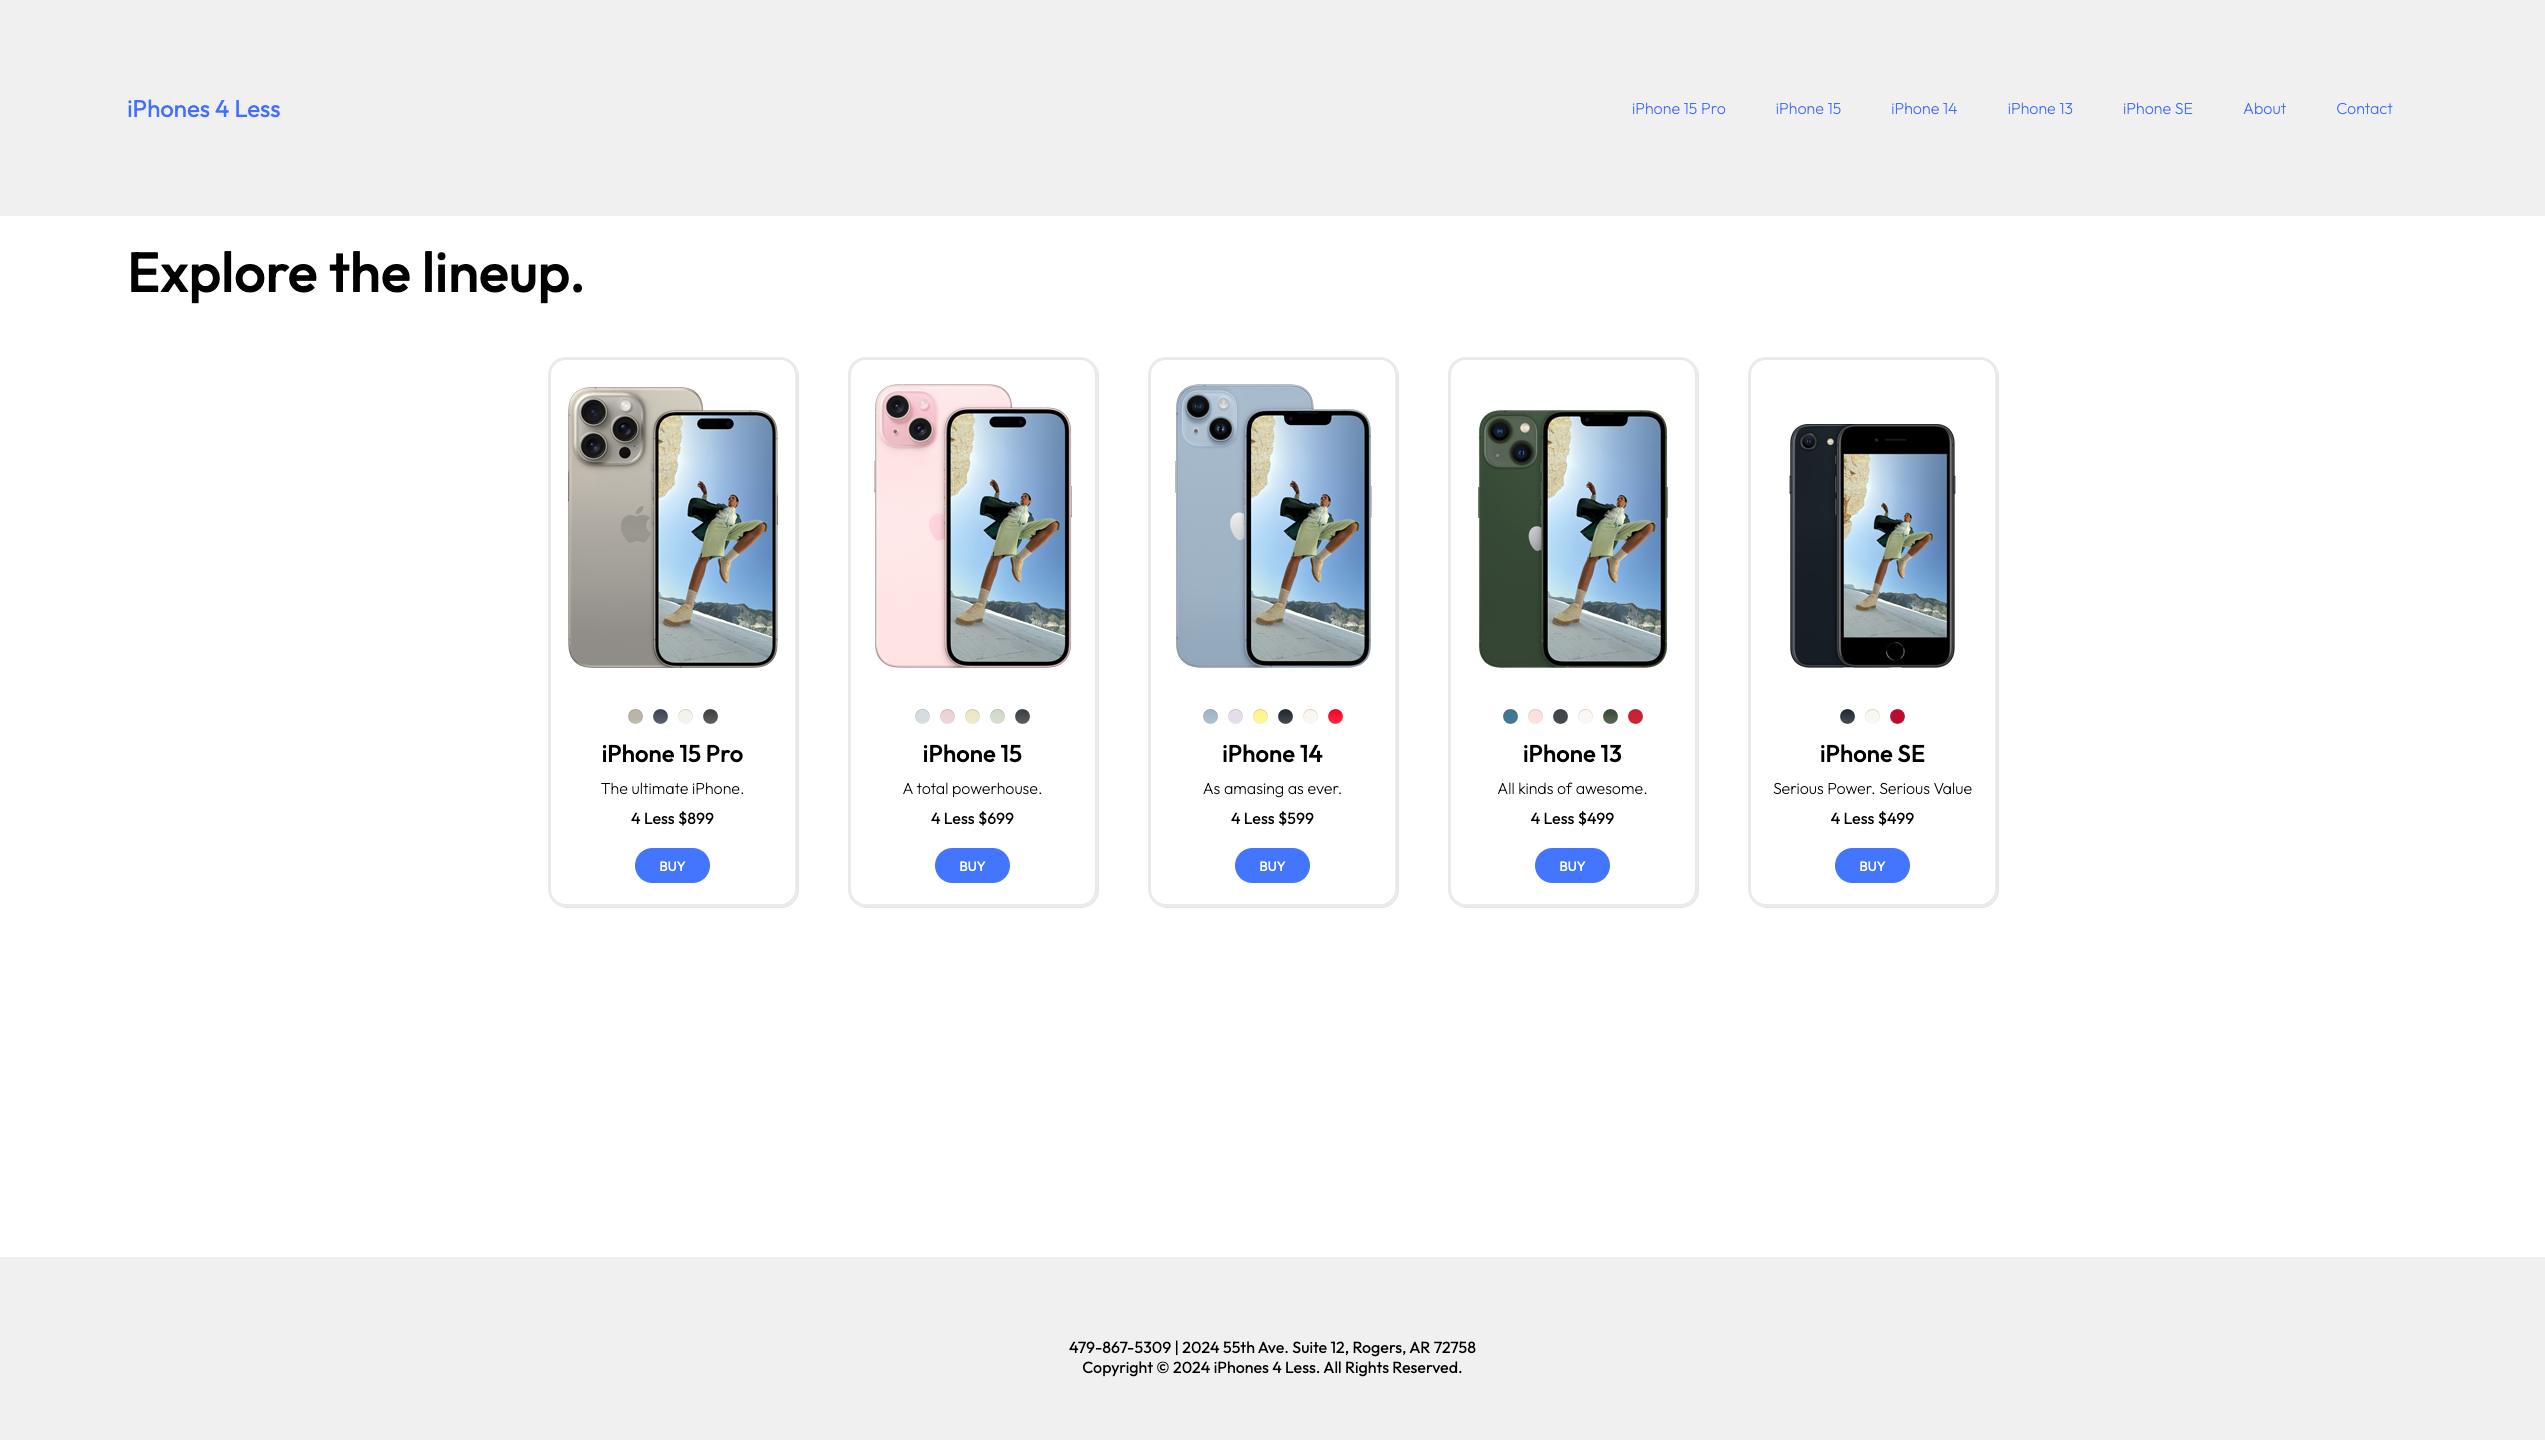 iPhones 4 Less
iPhone 15 Pro
iPhone 15
iPhone 14
iPhone 13
iPhone SE
About
Contact
Explore the lineup.
iPhone 15 Pro
The ultimate iPhone.
4 Less $899
BUY
iPhone 15
A total powerhouse.
4 Less $699
BUY
iPhone 14
As amasing as ever.
4 Less $599
BUY
iPhone 13
All kinds of awesome.
4 Less $499
BUY
iPhone SE
Serious Power. Serious Value
4 Less $499
BUY
479-867-5309 | 2024 55th Ave. Suite 12, Rogers, AR 72758
Copyright © 2024 iPhones 4 Less. All Rights Reserved.